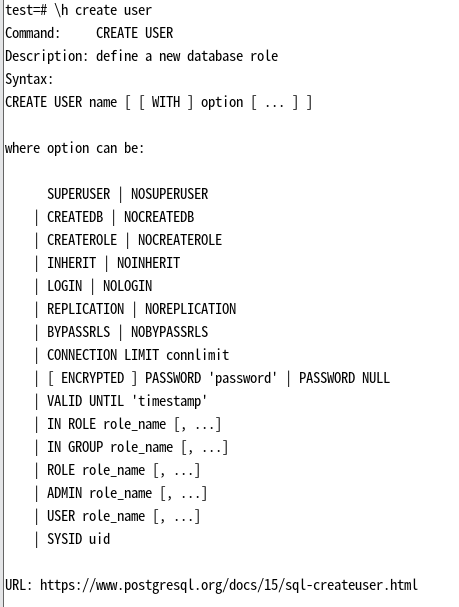 test=# \h create user
Command:     CREATE USER
Description: define a new database role
Syntax:
CREATE USER name [ [ WITH ] option [ ... ] ]

where option can be:

      SUPERUSER | NOSUPERUSER
    | CREATEDB | NOCREATEDB
    | CREATEROLE | NOCREATEROLE
    | INHERIT | NOINHERIT
    | LOGIN | NOLOGIN
    | REPLICATION | NOREPLICATION
    | BYPASSRLS | NOBYPASSRLS
    | CONNECTION LIMIT connlimit
    | [ ENCRYPTED ] PASSWORD 'password' | PASSWORD NULL
    | VALID UNTIL 'timestamp'
    | IN ROLE role_name [, ...]
    | IN GROUP role_name [, ...]
    | ROLE role_name [, ...]
    | ADMIN role_name [, ...]
    | USER role_name [, ...]
    | SYSID uid

URL: https://www.postgresql.org/docs/15/sql-createuser.html